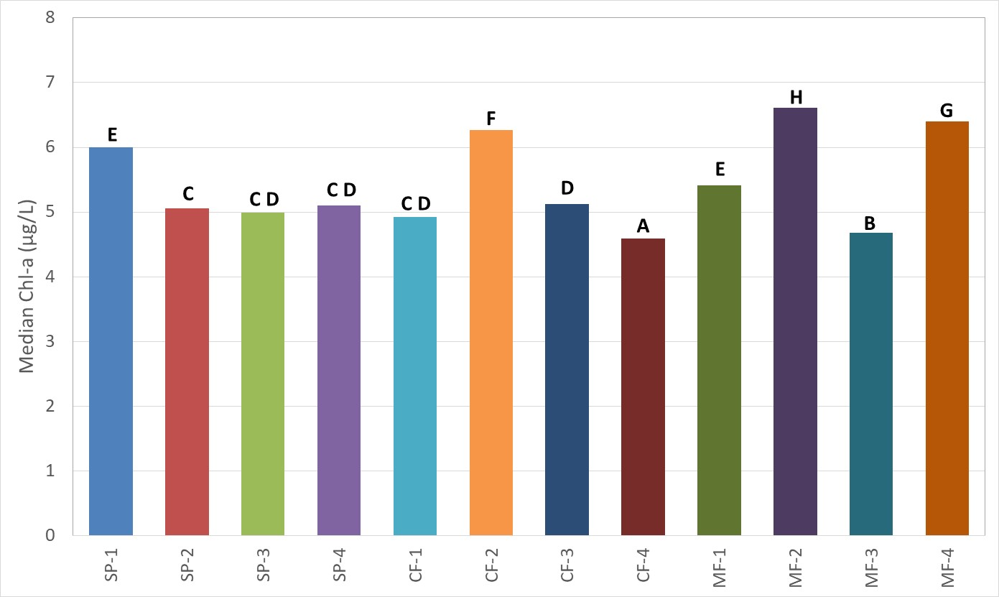 8
7
6
5
4
3
2
1
0
Median Chl-a (µg/L)
E
C
C D
C D
C D
F
D
A
E
H
B
G
SP-1
SP-2
SP-3
SP-4
CF-1
CF-2
CF-3
CF-4
MF-1
MF-2
MF-3
MF-4